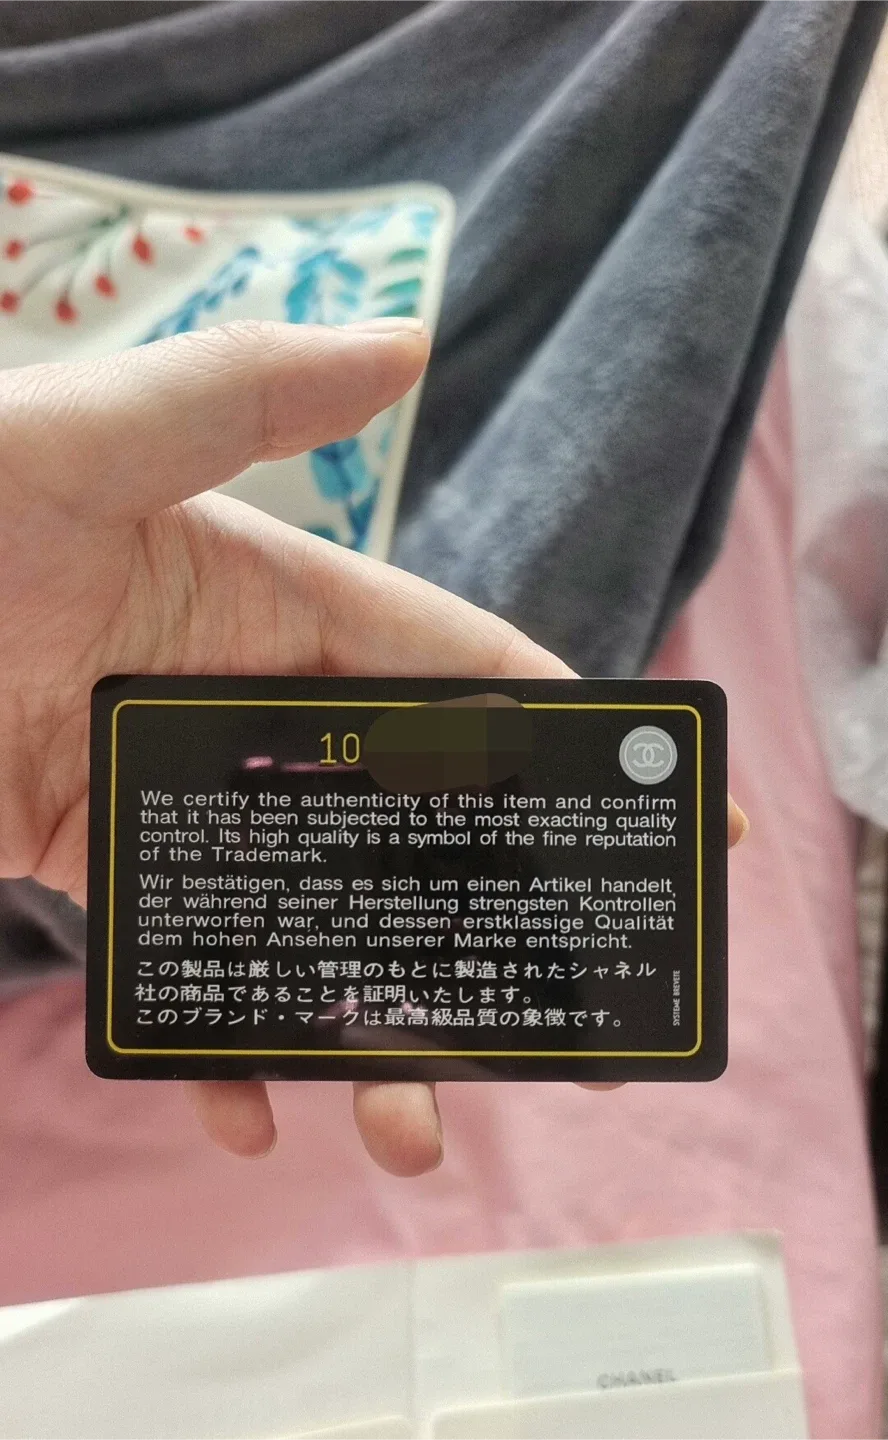 10
We certify the authenticity of this item and confirm
that it has been subjected to the most exacting quality
control. Its high quality is a symbol of the fine reputation
of the Trademark.
Wir bestätigen, dass es sich um einen Artikel handelt,
der während seiner Herstellung strengsten Kontrollen
unterworfen war, und dessen erstklassige Qualität
dem hohen Ansehen unserer Marke entspricht.
この製品は厳しい管理のもとに製造されたシャネル
社の商品であることを証明いたします。
このブランド・マークは最高級品質の象徴です。
SYSTEME BREVETE
CHANEL